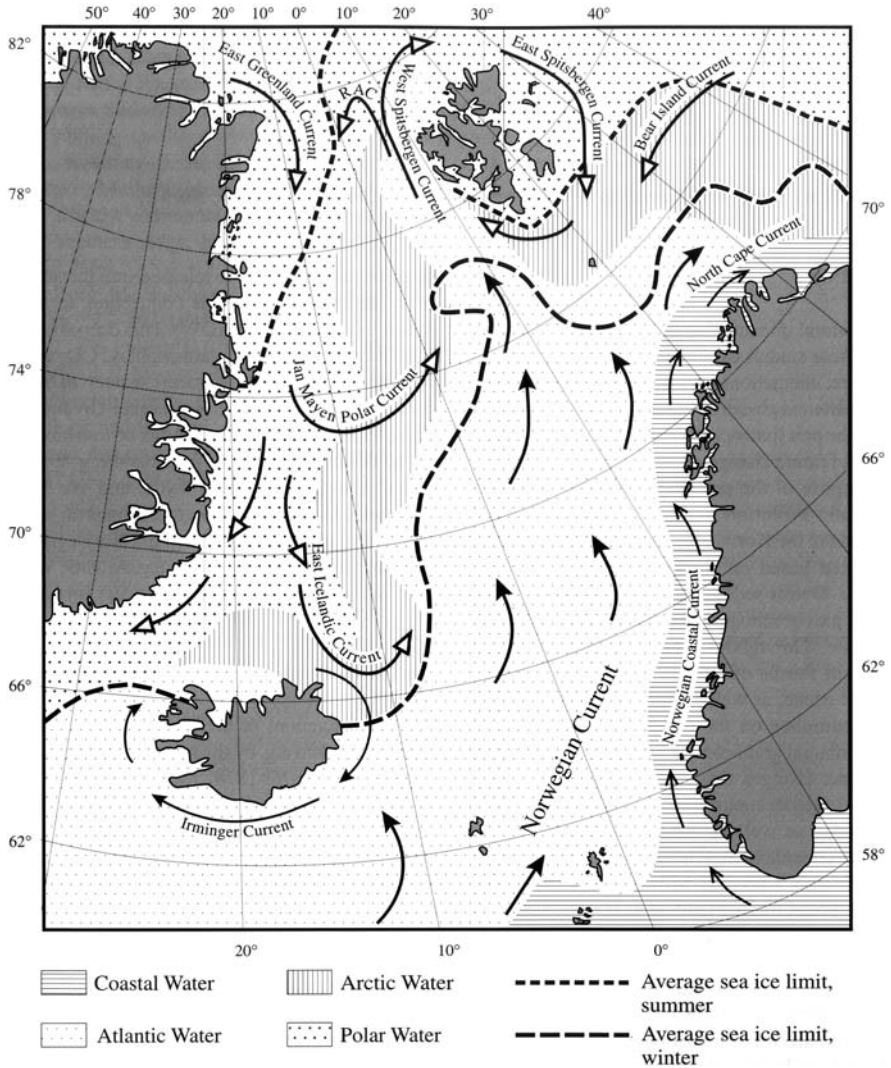 50° 40° 30° 20° 10° 0° 10° 20° 30° 40°
82°
78°
74°
70°
66°
62°
70°
66°
62°
58°
East Greenland Current
RAC
West Spitsbergen Current
East Spitsbergen Current
Bear Island Current
North Cape Current
Jan Mayen Polar Current
East Icelandic Current
Norwegian Coastal Current
Norwegian Current
Irminger Current
20° 10° 0°
Coastal Water
Arctic Water
Average sea ice limit,
summer
Atlantic Water
Polar Water
Average sea ice limit,
winter